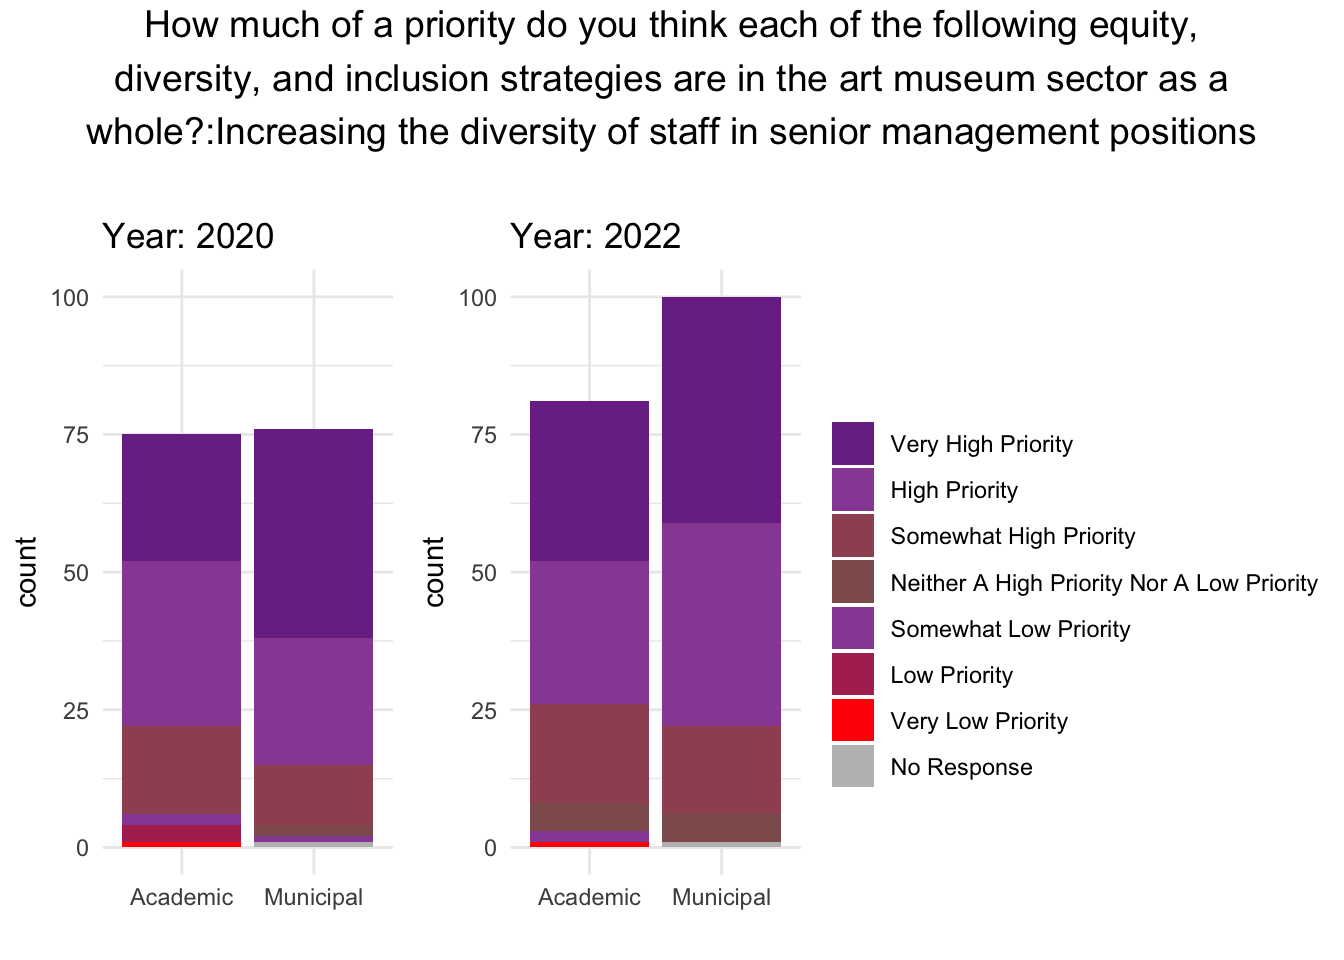 How much of a priority do you think each of the following equity,
diversity, and inclusion strategies are in the art museum sector as a
whole?:Increasing the diversity of staff in senior management positions
Year: 2020
100
75
50
25
0
count
Academic
Municipal
Year: 2022
100
75
50
25
0
count
Academic
Municipal
Very High Priority
High Priority
Somewhat High Priority
Neither A High Priority Nor A Low Priority
Somewhat Low Priority
Low Priority
Very Low Priority
No Response